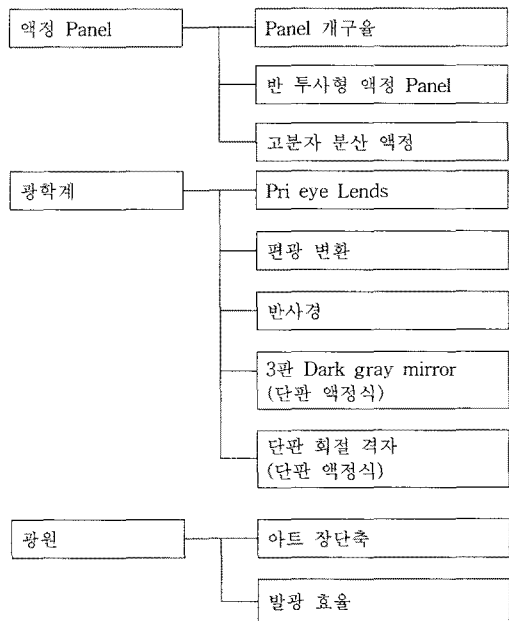 액정 Panel
Panel 개구율
반 투사형 액정 Panel
고분자 분산 액정
광학계
Pri eye Lends
편광 변환
반사경
3판 Dark gray mirror
(단판 액정식)
단판 회절 격자
(단판 액정식)
광원
아트 장단축
발광 효율